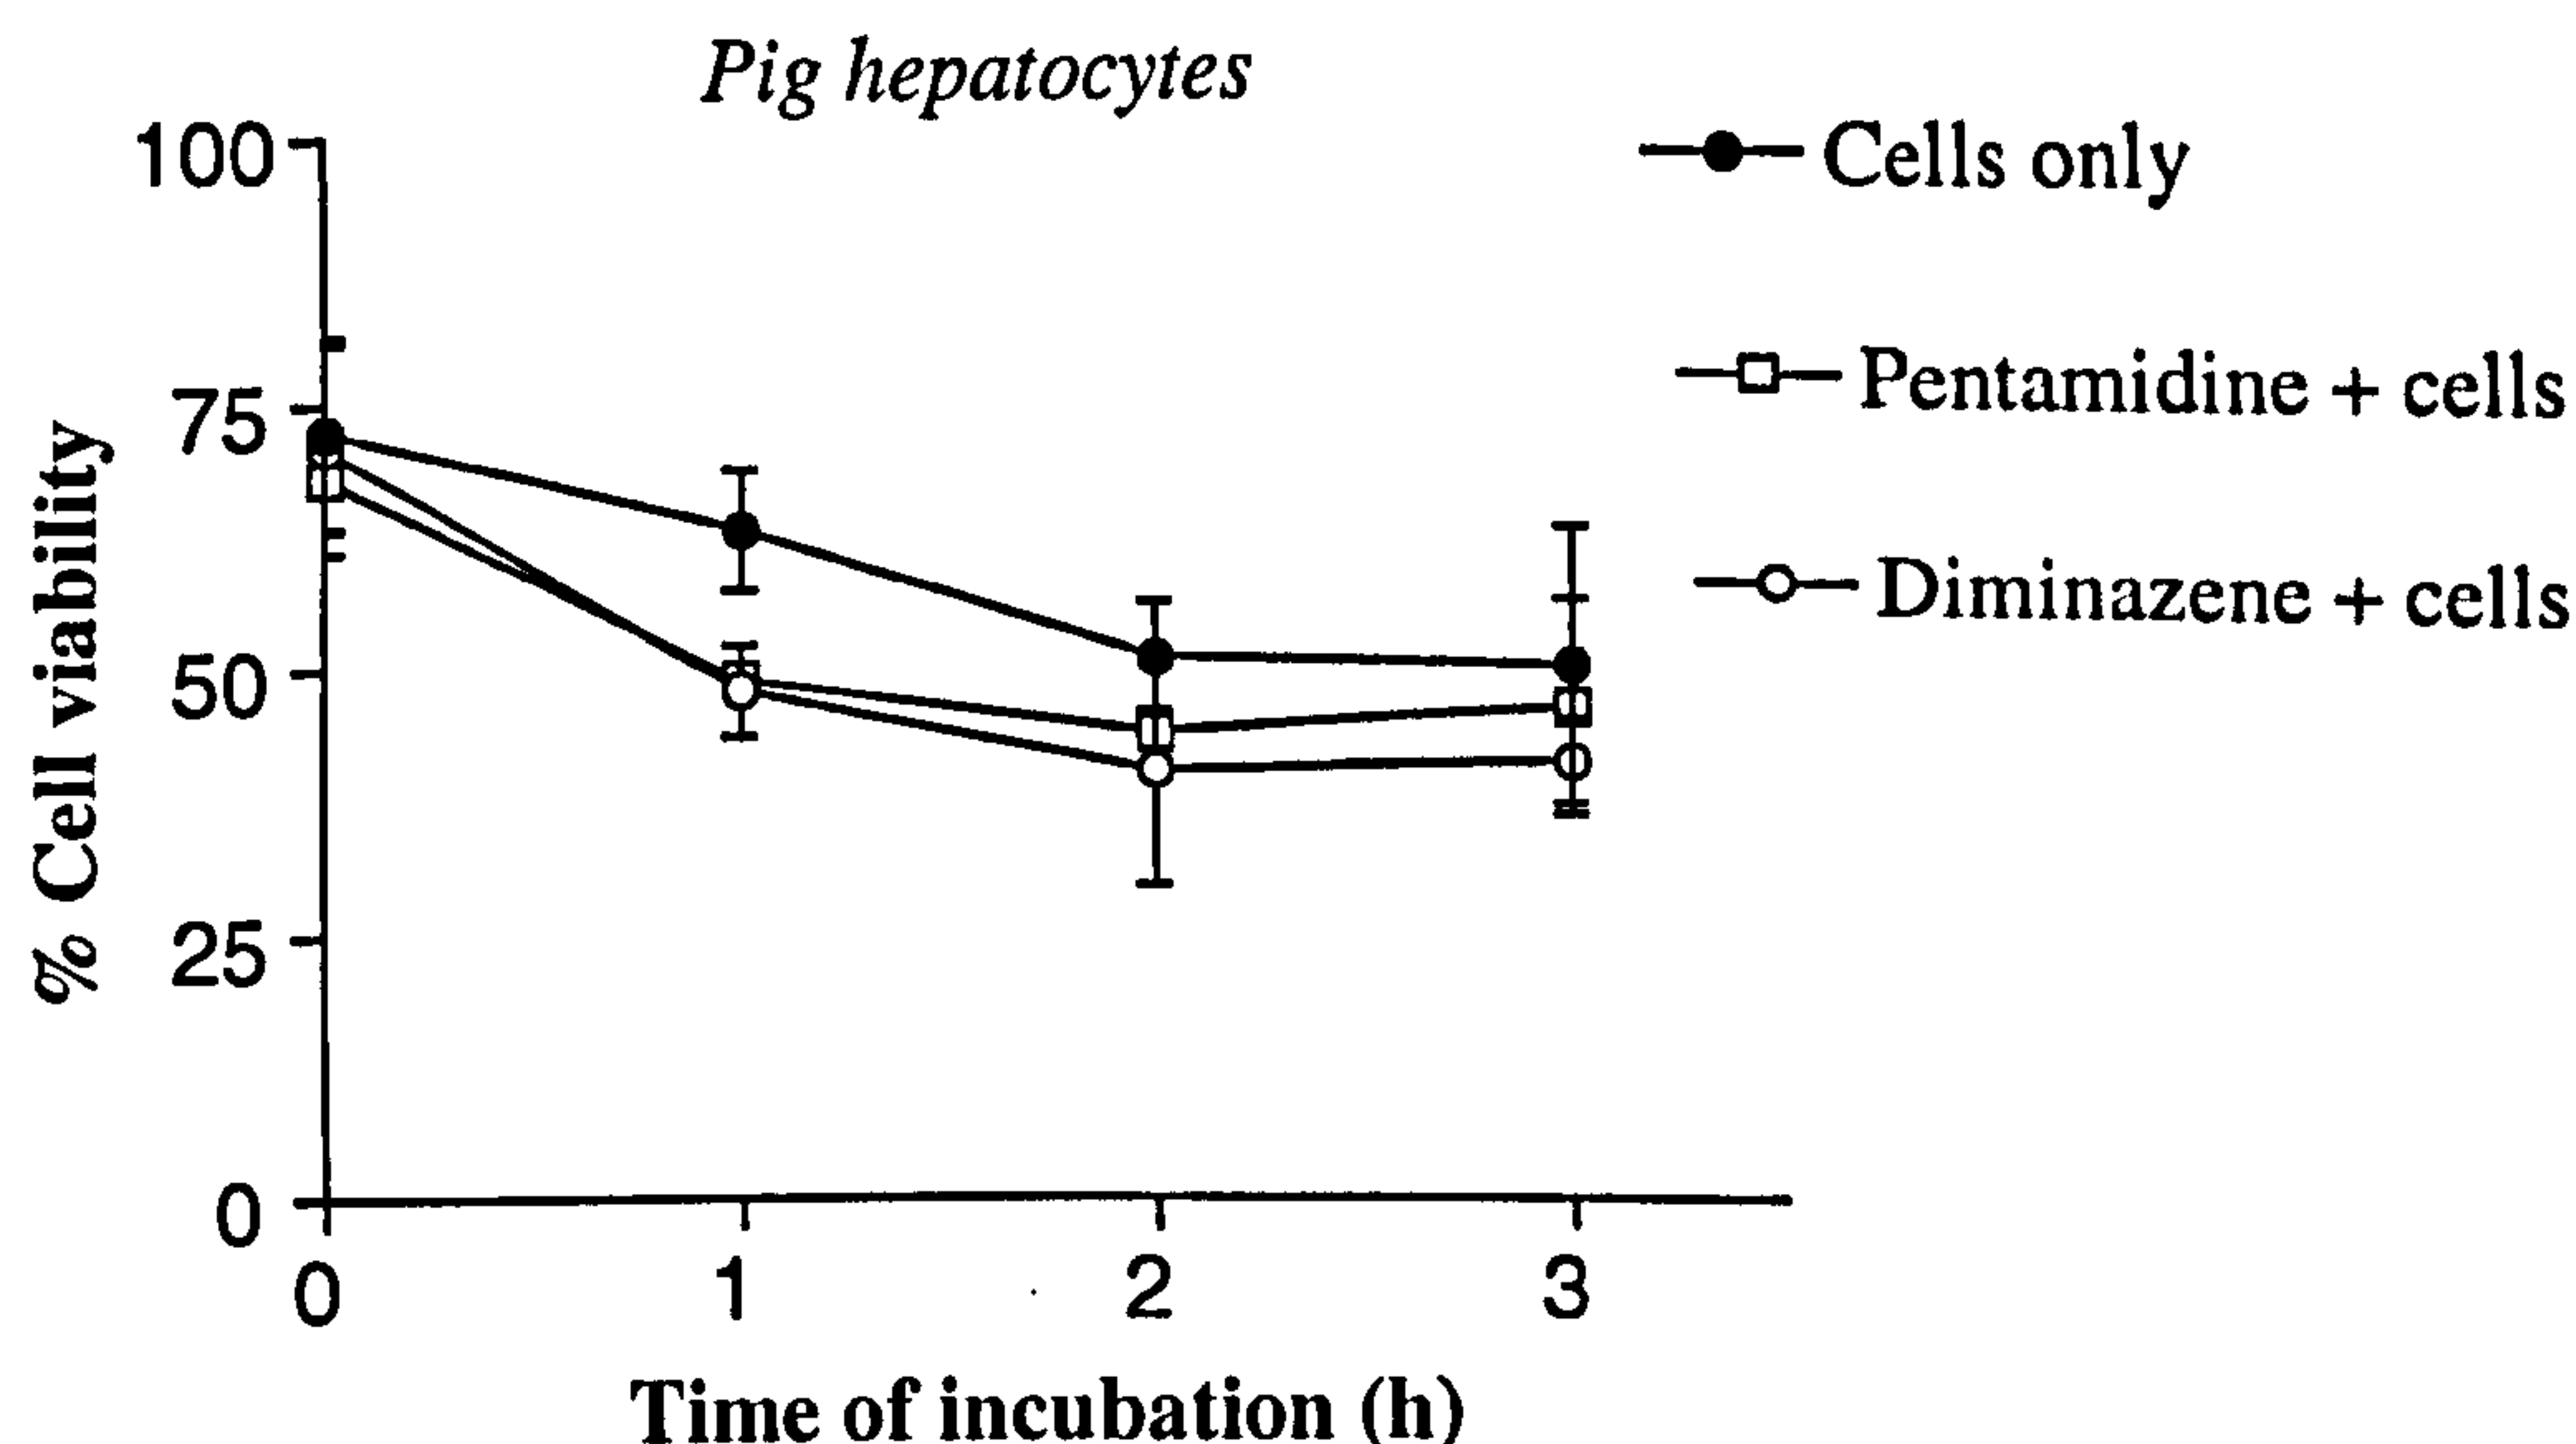 Pig hepatocytes
100
75
50
25
0
% Cell viability
0 1 2 3
Time of incubation (h)
Cells only
Pentamidine + cells
Diminazene + cells